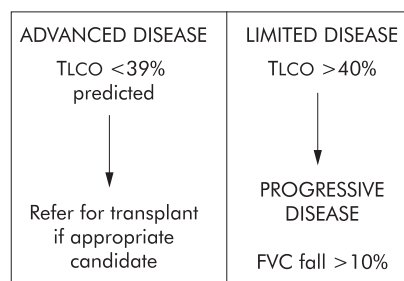 ADVANCED DISEASE
TLCO <39%
predicted
Refer for transplant
if appropriate
candidate
LIMITED DISEASE
TLCO >40%
PROGRESSIVE
DISEASE
FVC fall >10%